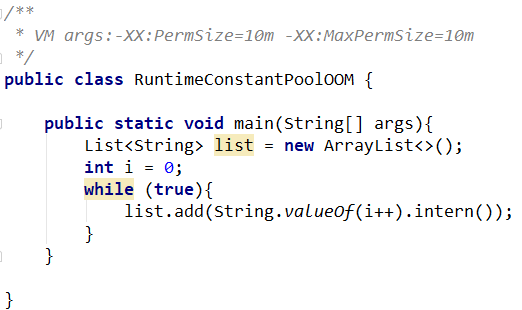 /**
 * VM args:-XX:PermSize=10m -XX:MaxPermSize=10m
 */
public class RuntimeConstantPoolOOM {
    public static void main(String[] args){
        List<String> list = new ArrayList<>();
        int i = 0;
        while (true){
            list.add(String.valueOf(i++).intern());
        }
    }
}